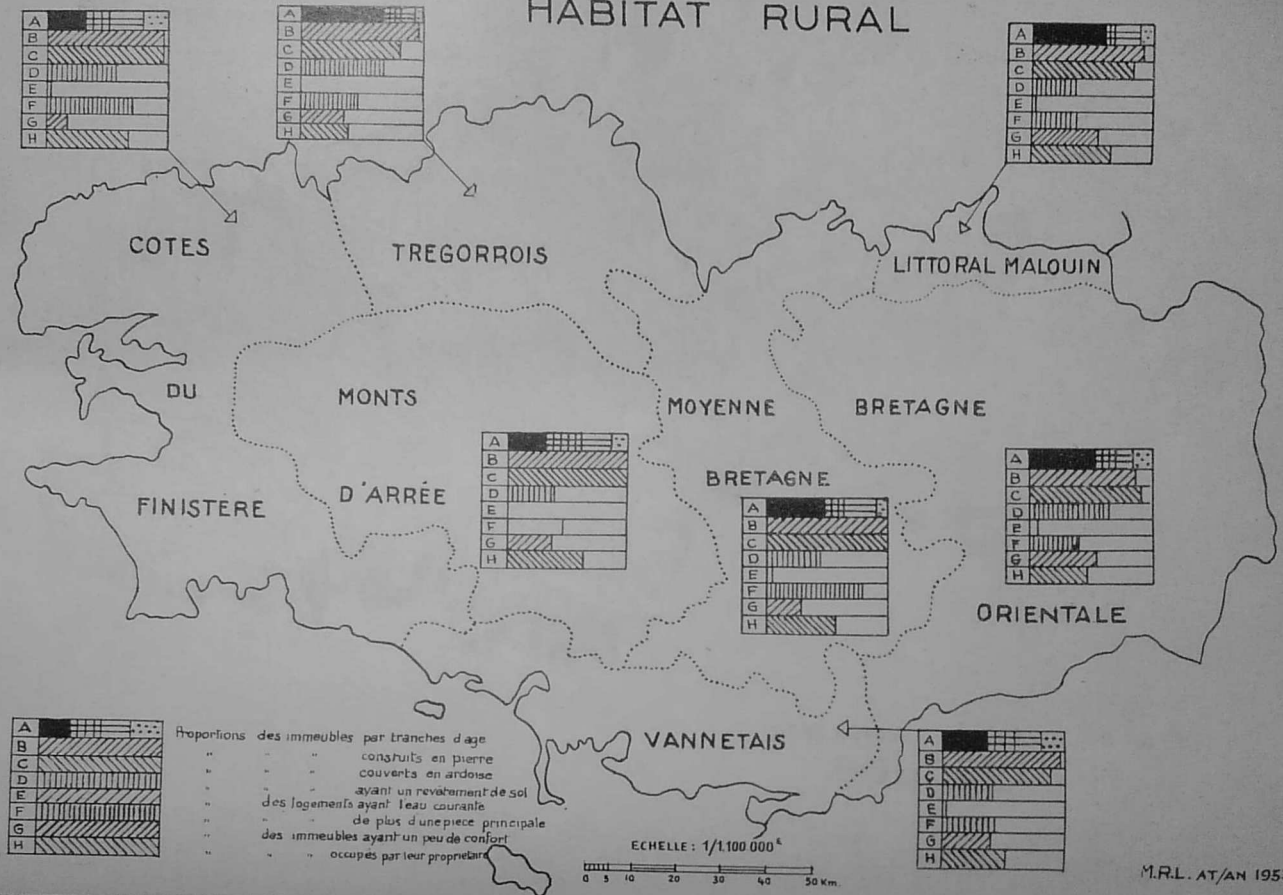 HABITAT RURAL
A
B
C
D
E
F
G
H
A
B
C
D
E
F
G
H
A
B
C
D
E
F
G
H
COTES
TREGORROIS
LITTORAL MALOUIN
DU
MONTS
MOYENNE
BRETAGNE
FINISTÈRE
D'ARRÉE
BRETAGNE
ORIENTALE
A
B
C
D
E
F
G
H
A
B
C
D
E
F
G
H
A
B
C
D
E
F
G
H
VANNETAIS
A
B
C
D
E
F
G
H
A
B
C
D
E
F
G
H
Proportions des immeubles par tranches d'age
" " " construits en pierre
" " " couverts en ardoise
" " " ayant un revêtement de sol
" des logements ayant l'eau courante
" " " de plus d'une piece principale
" des immeubles ayant un peu de confort
" " " occupés par leur propriétaire
ECHELLE : 1/1.100 000e
0 5 10 20 30 40 50 Km.
M.R.L. AT/AN 195